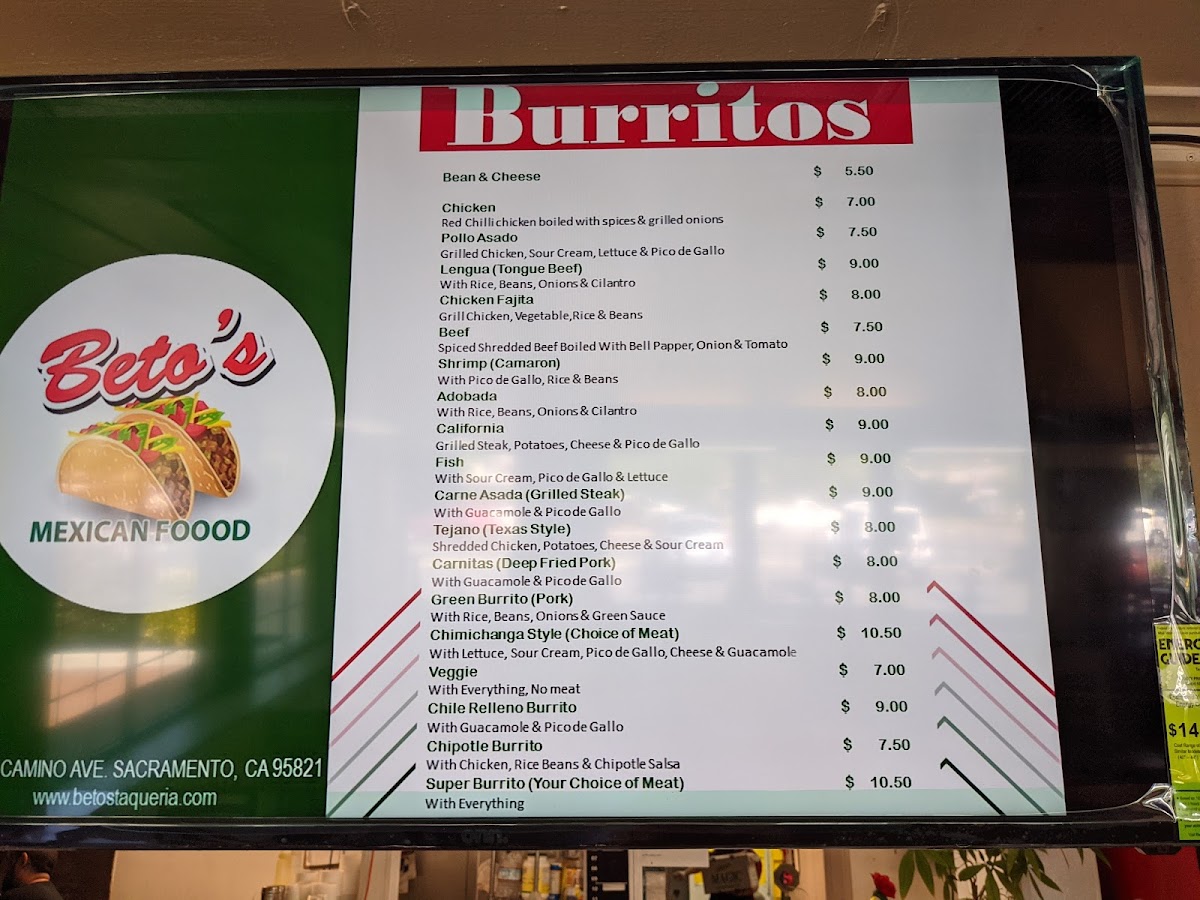 Burritos
Bean & Cheese $ 5.50
Chicken $ 7.00
Red Chilli chicken boiled with spices & grilled onions
Pollo Asado $ 7.50
Grilled Chicken, Sour Cream, Lettuce & Pico de Gallo
Lengua (Tongue Beef) $ 9.00
With Rice, Beans, Onions & Cilantro
Chicken Fajita $ 8.00
Grill Chicken, Vegetable,Rice & Beans
Beef $ 7.50
Spiced Shredded Beef Boiled With Bell Papper, Onion & Tomato
Shrimp (Camaron) $ 9.00
With Pico de Gallo, Rice & Beans
Adobada $ 8.00
With Rice, Beans, Onions & Cilantro
California $ 9.00
Grilled Steak, Potatoes, Cheese & Pico de Gallo
Fish $ 9.00
With Sour Cream, Pico de Gallo & Lettuce
Carne Asada (Grilled Steak) $ 9.00
With Guacamole & Pico de Gallo
Tejano (Texas Style) $ 8.00
Shredded Chicken, Potatoes, Cheese & Sour Cream
Carnitas (Deep Fried Pork) $ 8.00
With Guacamole & Pico de Gallo
Green Burrito (Pork) $ 8.00
With Rice, Beans, Onions & Green Sauce
Chimichanga Style (Choice of Meat) $ 10.50
With Lettuce, Sour Cream, Pico de Gallo, Cheese & Guacamole
Veggie $ 7.00
With Everything, No meat
Chile Relleno Burrito $ 9.00
With Guacamole & Pico de Gallo
Chipotle Burrito $ 7.50
With Chicken, Rice Beans & Chipotle Salsa
Super Burrito (Your Choice of Meat) $ 10.50
With Everything
Beto's
MEXICAN FOOOD
CAMINO AVE. SACRAMENTO, CA 95821
www.betostaqueria.com
$14